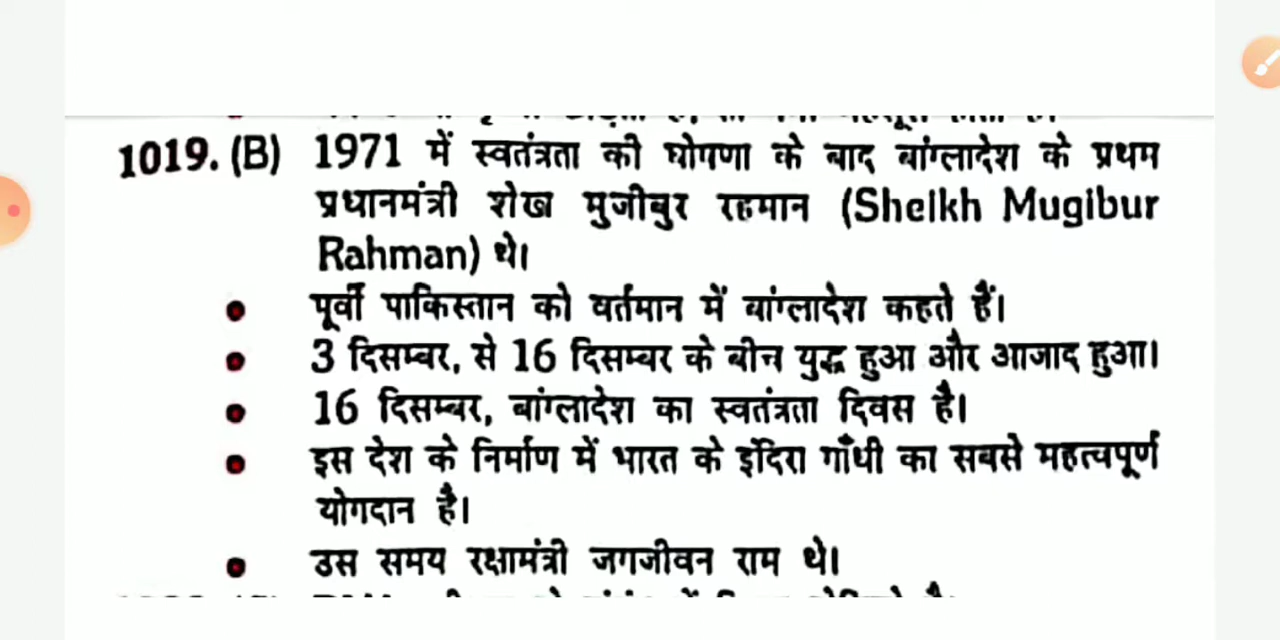 1019. (B) 1971 में स्वतंत्रता की घोषणा के बाद बांग्लादेश के प्रथम
प्रधानमंत्री शेख मुजीबुर रहमान (Sheikh Mugibur
Rahman) थे।
• पूर्वी पाकिस्तान को वर्तमान में बांग्लादेश कहते हैं।
• 3 दिसम्बर, से 16 दिसम्बर के बीच युद्ध हुआ और आजाद हुआ।
• 16 दिसम्बर, बांग्लादेश का स्वतंत्रता दिवस है।
• इस देश के निर्माण में भारत के इंदिरा गाँधी का सबसे महत्वपूर्ण
योगदान है।
• उस समय रक्षामंत्री जगजीवन राम थे।